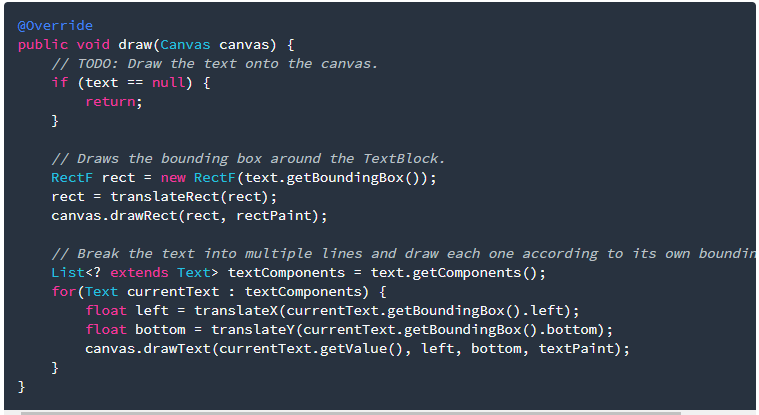 @Override
public void draw(Canvas canvas) {
    // TODO: Draw the text onto the canvas.
    if (text == null) {
        return;
    }

    // Draws the bounding box around the TextBlock.
    RectF rect = new RectF(text.getBoundingBox());
    rect = translateRect(rect);
    canvas.drawRect(rect, rectPaint);

    // Break the text into multiple lines and draw each one according to its own boundin
    List<? extends Text> textComponents = text.getComponents();
    for(Text currentText : textComponents) {
        float left = translateX(currentText.getBoundingBox().left);
        float bottom = translateY(currentText.getBoundingBox().bottom);
        canvas.drawText(currentText.getValue(), left, bottom, textPaint);
    }
}